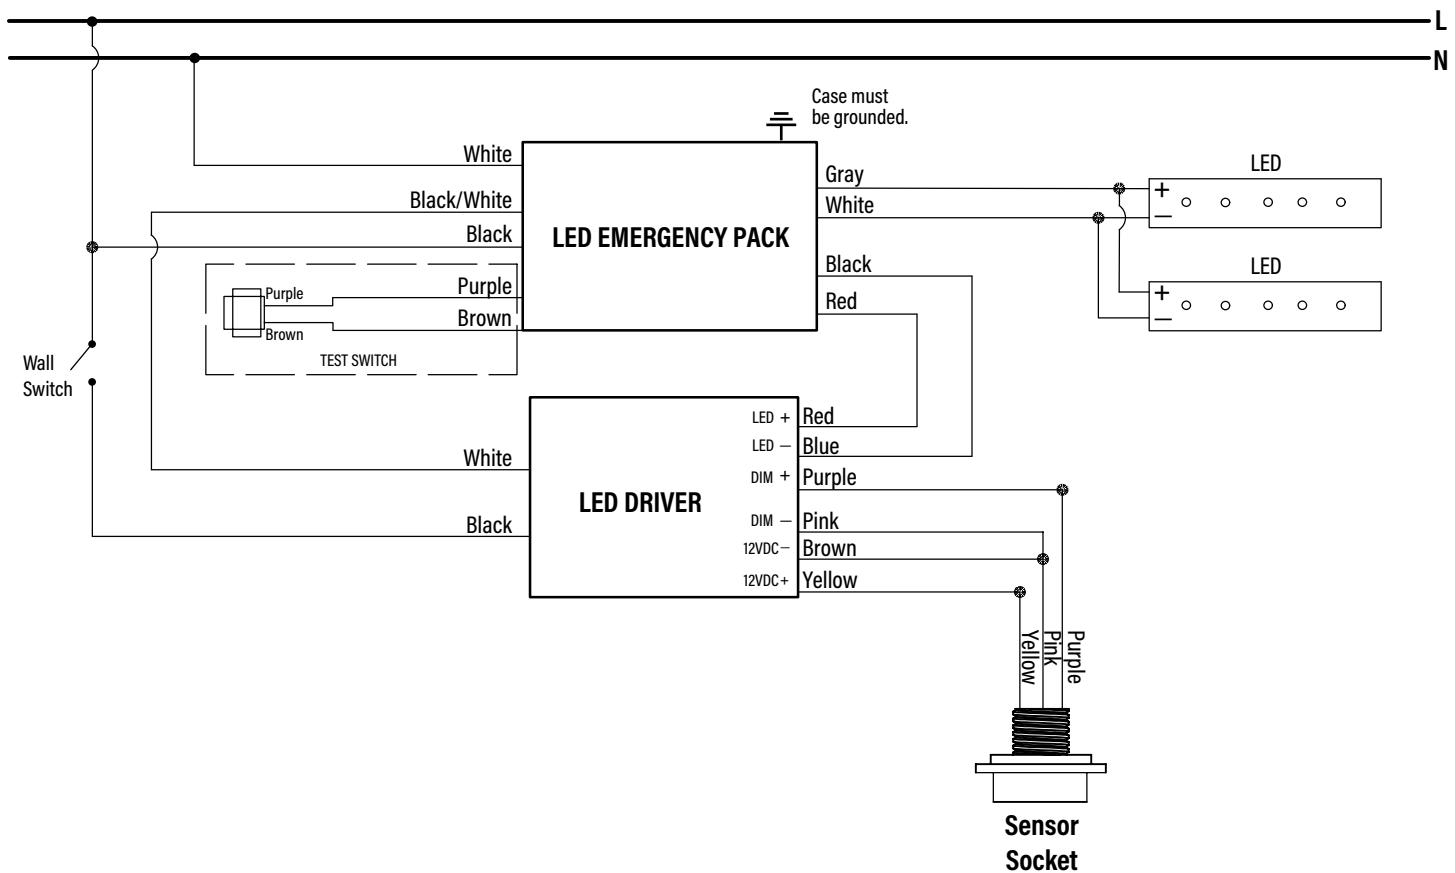 L
N
Case must
be grounded.
White
Black/White
Black
Purple
Brown
Purple
Brown
TEST SWITCH
LED EMERGENCY PACK
Gray
White
Black
Red
LED
+
−
LED
+
−
Wall
Switch
White
Black
LED DRIVER
LED +
LED −
DIM +
DIM −
12VDC−
12VDC+
Red
Blue
Purple
Pink
Brown
Yellow
Yellow
Pink
Purple
Sensor
Socket